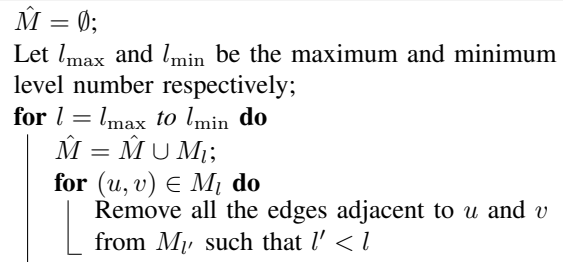 M̂ = ∅;
Let l_max and l_min be the maximum and minimum
level number respectively;
for l = l_max to l_min do
M̂ = M̂ ∪ M_l;
for (u, v) ∈ M_l do
Remove all the edges adjacent to u and v
from M_{l′} such that l′ < l